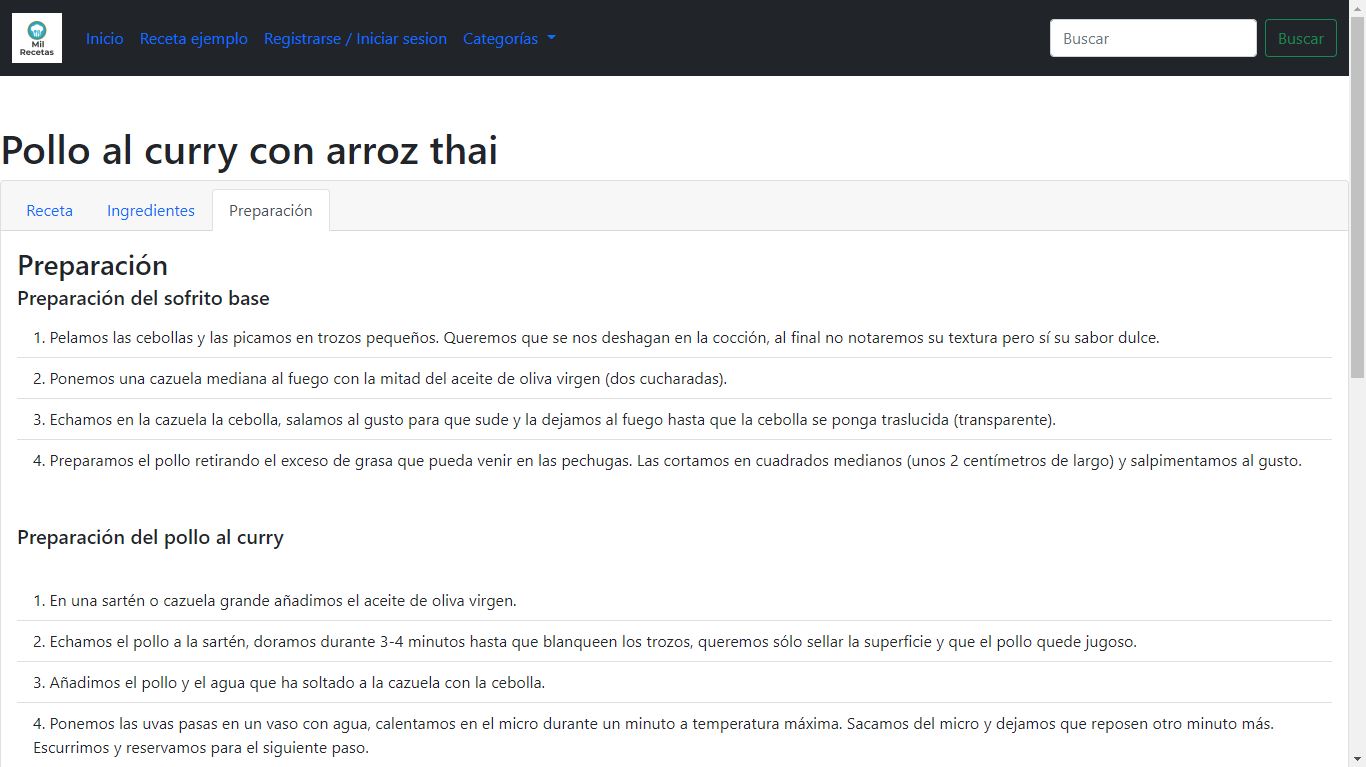 Mil
Recetas
Inicio
Receta ejemplo
Registrarse / Iniciar sesion
Categorías
Buscar
Buscar
Pollo al curry con arroz thai
Receta
Ingredientes
Preparación
Preparación
Preparación del sofrito base
1. Pelamos las cebollas y las picamos en trozos pequeños. Queremos que se nos deshagan en la cocción, al final no notaremos su textura pero sí su sabor dulce.
2. Ponemos una cazuela mediana al fuego con la mitad del aceite de oliva virgen (dos cucharadas).
3. Echamos en la cazuela la cebolla, salamos al gusto para que sude y la dejamos al fuego hasta que la cebolla se ponga traslucida (transparente).
4. Preparamos el pollo retirando el exceso de grasa que pueda venir en las pechugas. Las cortamos en cuadrados medianos (unos 2 centímetros de largo) y salpimentamos al gusto.
Preparación del pollo al curry
1. En una sartén o cazuela grande añadimos el aceite de oliva virgen.
2. Echamos el pollo a la sartén, doramos durante 3-4 minutos hasta que blanqueen los trozos, queremos sólo sellar la superficie y que el pollo quede jugoso.
3. Añadimos el pollo y el agua que ha soltado a la cazuela con la cebolla.
4. Ponemos las uvas pasas en un vaso con agua, calentamos en el micro durante un minuto a temperatura máxima. Sacamos del micro y dejamos que reposen otro minuto más.
Escurrimos y reservamos para el siguiente paso.